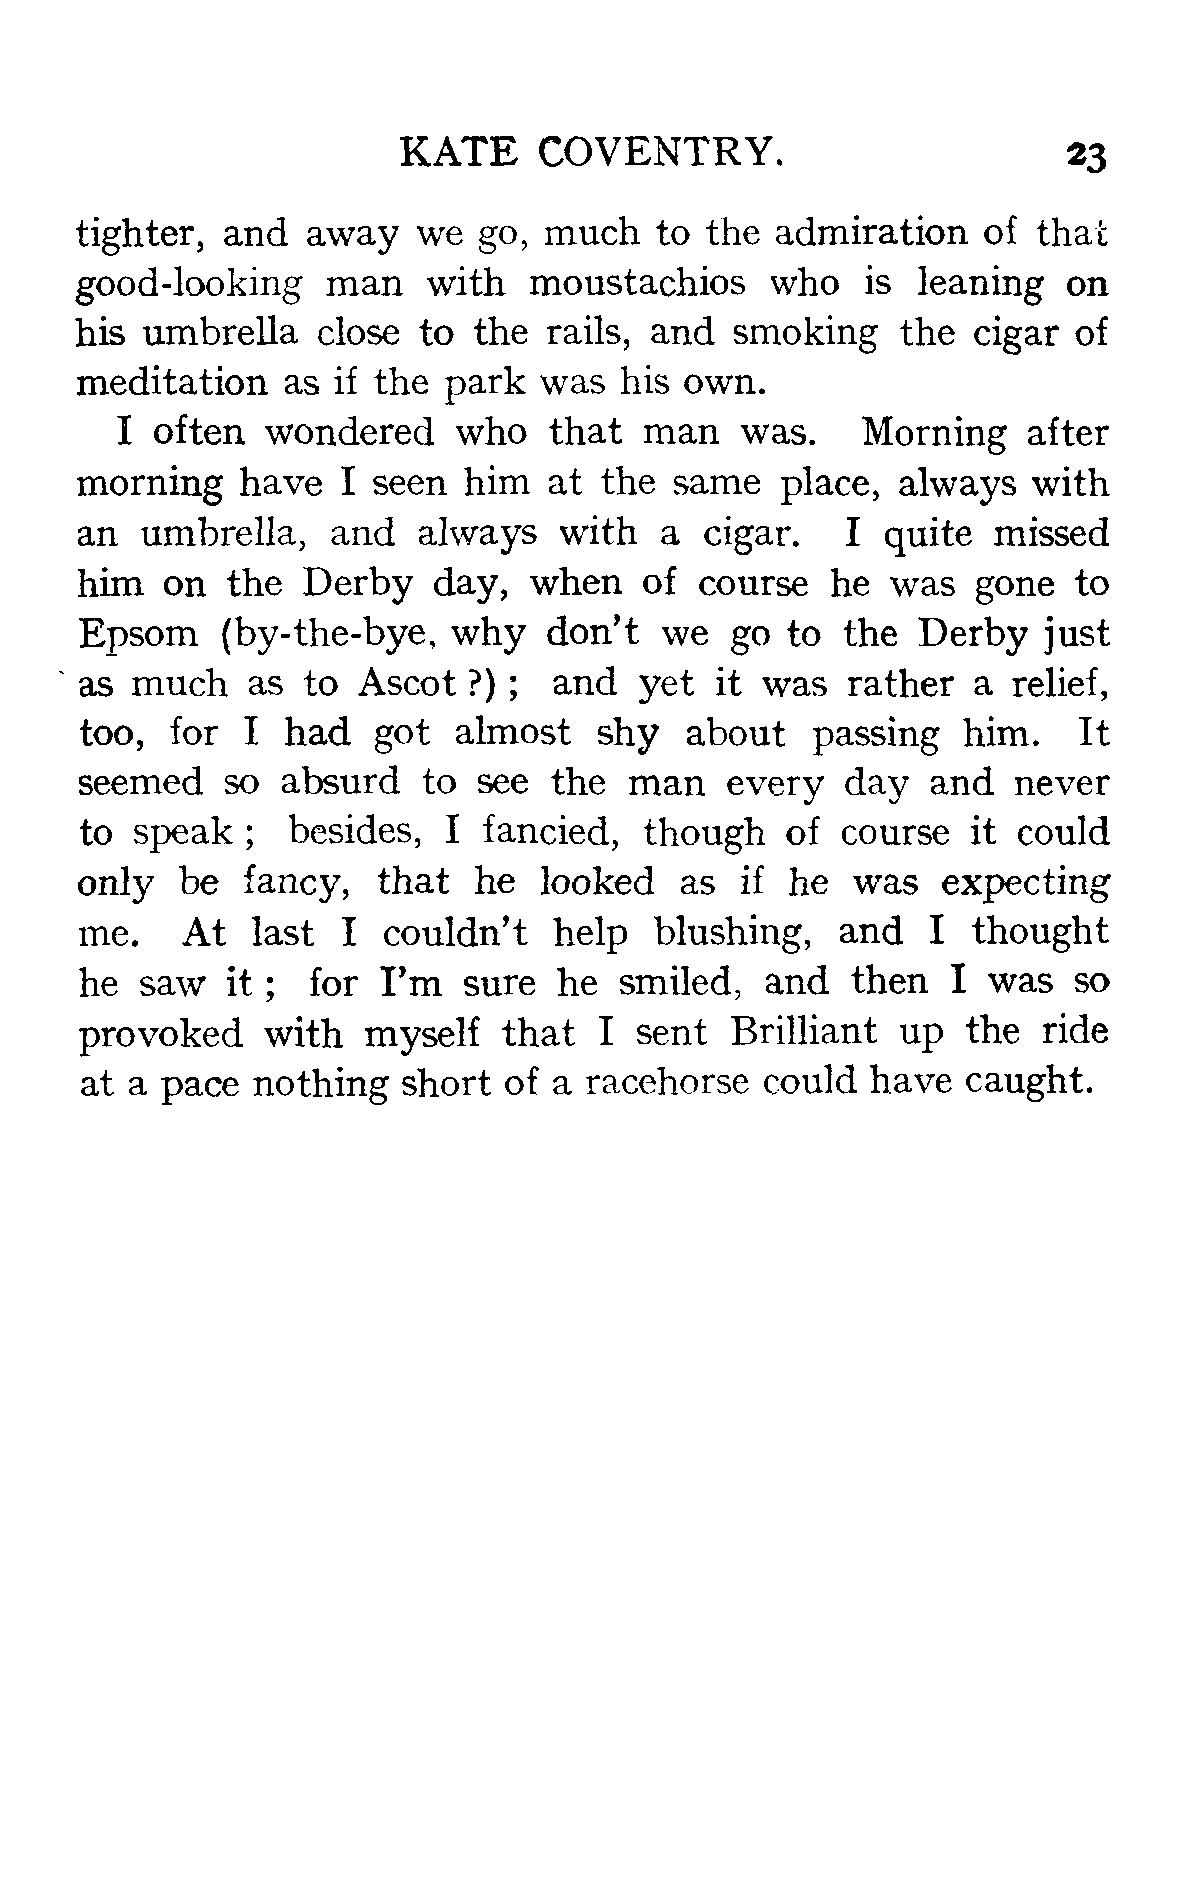 KATE COVENTRY. 23
tighter, and away we go, much to the admiration of that
good-looking man with moustachios who is leaning on
his umbrella close to the rails, and smoking the cigar of
meditation as if the park was his own.
I often wondered who that man was. Morning after
morning have I seen him at the same place, always with
an umbrella, and always with a cigar. I quite missed
him on the Derby day, when of course he was gone to
Epsom (by-the-bye, why don't we go to the Derby just
as much as to Ascot ?) ; and yet it was rather a relief,
too, for I had got almost shy about passing him. It
seemed so absurd to see the man every day and never
to speak ; besides, I fancied, though of course it could
only be fancy, that he looked as if he was expecting
me. At last I couldn't help blushing, and I thought
he saw it ; for I'm sure he smiled, and then I was so
provoked with myself that I sent Brilliant up the ride
at a pace nothing short of a racehorse could have caught.